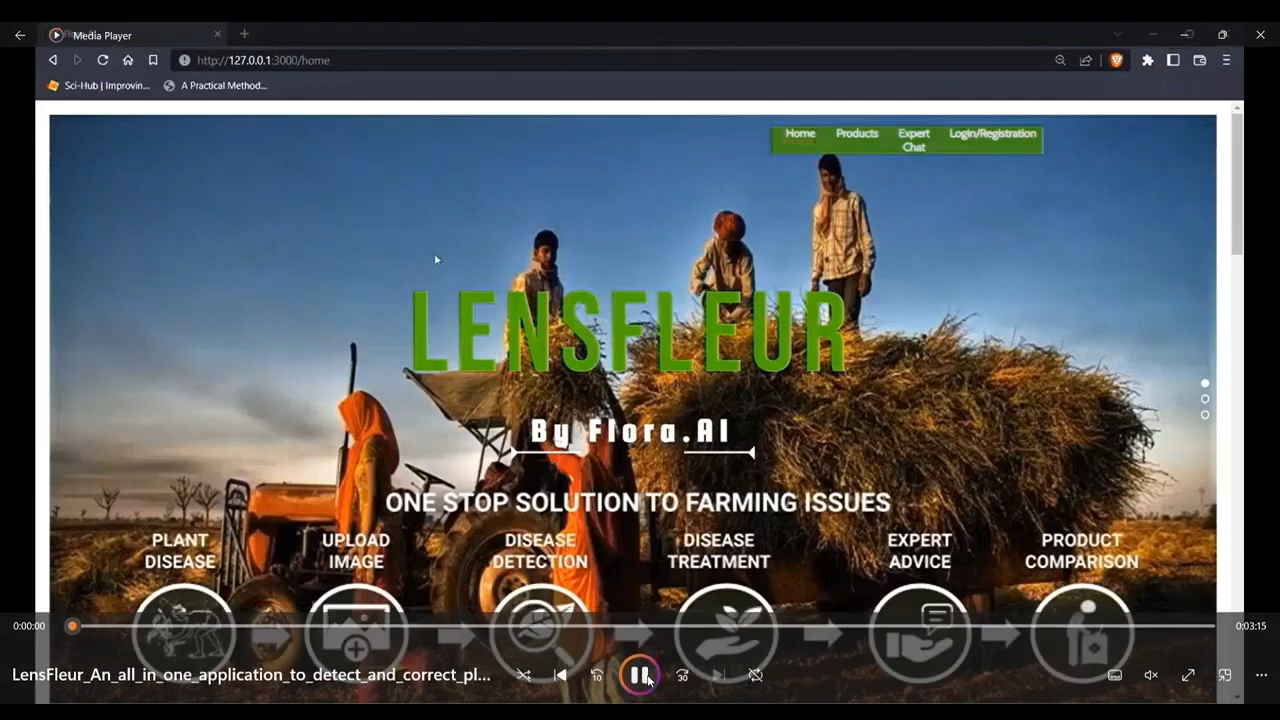 Media Player
http://127.0.0.1:3000/home
Sci-Hub | Improvin...
A Practical Method...
Home
Products
Expert
Chat
Login/Registration
LENSFLEUR
By Flora.AI
ONE STOP SOLUTION TO FARMING ISSUES
PLANT
DISEASE
UPLOAD
IMAGE
DISEASE
DETECTION
DISEASE
TREATMENT
EXPERT
ADVICE
PRODUCT
COMPARISON
0:00:00
0:03:15
LensFleur_An_all_in_one_application_to_detect_and_correct_pl...
10
30